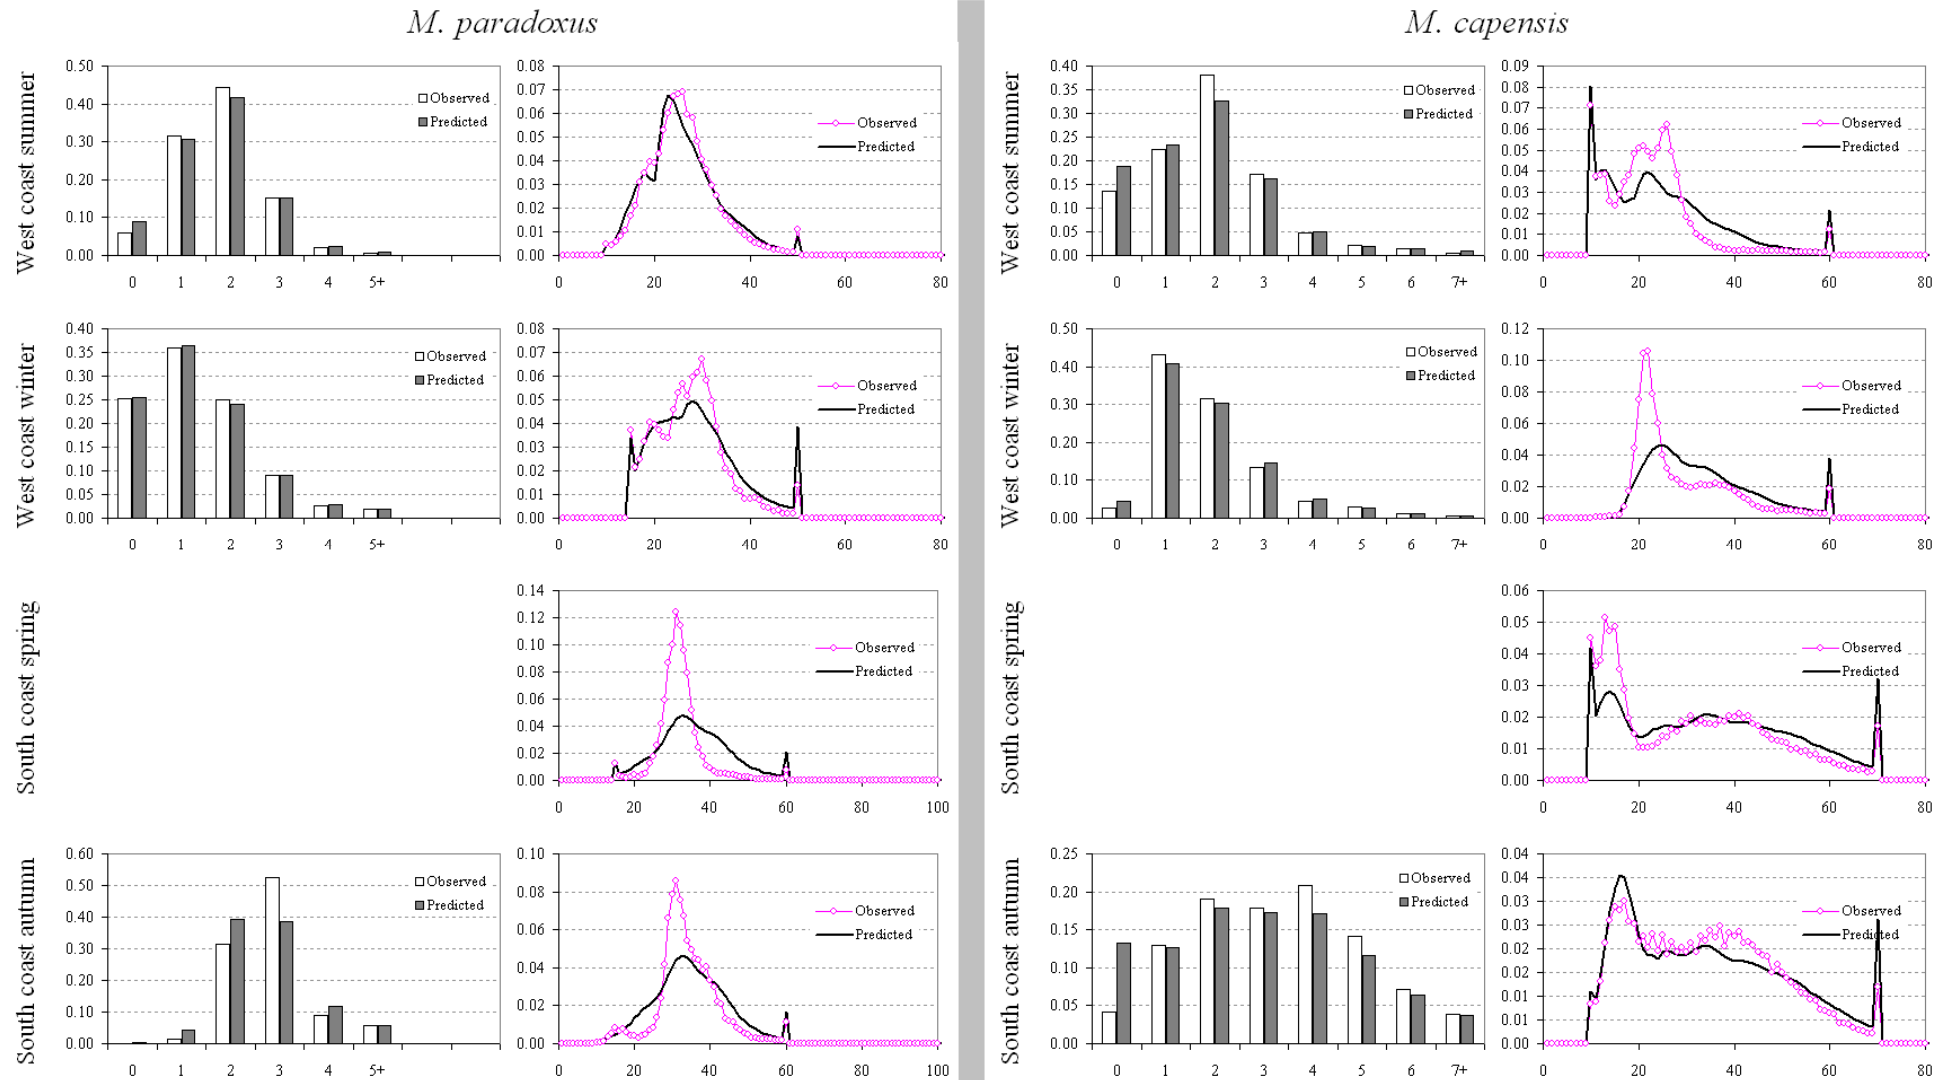 M. paradoxus
M. capensis
West coast summer
0.50
0.40
0.30
0.20
0.10
0.00
0 1 2 3 4 5+
Observed
Predicted
0.08
0.07
0.06
0.05
0.04
0.03
0.02
0.01
0.00
0 20 40 60 80
Observed
Predicted
West coast summer
0.40
0.35
0.30
0.25
0.20
0.15
0.10
0.05
0.00
0 1 2 3 4 5 6 7+
Observed
Predicted
0.09
0.08
0.07
0.06
0.05
0.04
0.03
0.02
0.01
0.00
0 20 40 60 80
Observed
Predicted
West coast winter
0.40
0.35
0.30
0.25
0.20
0.15
0.10
0.05
0.00
0 1 2 3 4 5+
Observed
Predicted
0.08
0.07
0.06
0.05
0.04
0.03
0.02
0.01
0.00
0 20 40 60 80
Observed
Predicted
West coast winter
0.50
0.40
0.30
0.20
0.10
0.00
0 1 2 3 4 5 6 7+
Observed
Predicted
0.12
0.10
0.08
0.06
0.04
0.02
0.00
0 20 40 60 80
Observed
Predicted
South coast spring
0.14
0.12
0.10
0.08
0.06
0.04
0.02
0.00
0 20 40 60 80 100
Observed
Predicted
South coast spring
0.06
0.05
0.04
0.03
0.02
0.01
0.00
0 20 40 60 80
Observed
Predicted
South coast autumn
0.60
0.50
0.40
0.30
0.20
0.10
0.00
0 1 2 3 4 5+
Observed
Predicted
0.10
0.08
0.06
0.04
0.02
0.00
0 20 40 60 80 100
Observed
Predicted
South coast autumn
0.25
0.20
0.15
0.10
0.05
0.00
0 1 2 3 4 5 6 7+
Observed
Predicted
0.04
0.04
0.03
0.03
0.02
0.02
0.01
0.01
0.00
0 20 40 60 80
Observed
Predicted